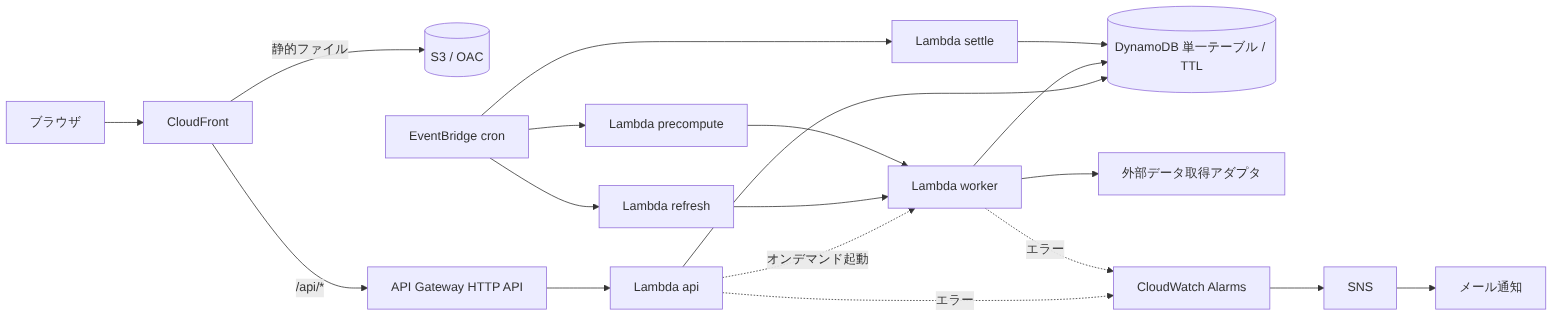 ブラウザ
CloudFront
静的ファイル
S3 / OAC
/api/*
EventBridge cron
API Gateway HTTP API
Lambda precompute
Lambda refresh
Lambda api
オンデマンド起動
エラー
Lambda settle
Lambda worker
エラー
DynamoDB 単一テーブル /
TTL
外部データ取得アダプタ
CloudWatch Alarms
SNS
メール通知